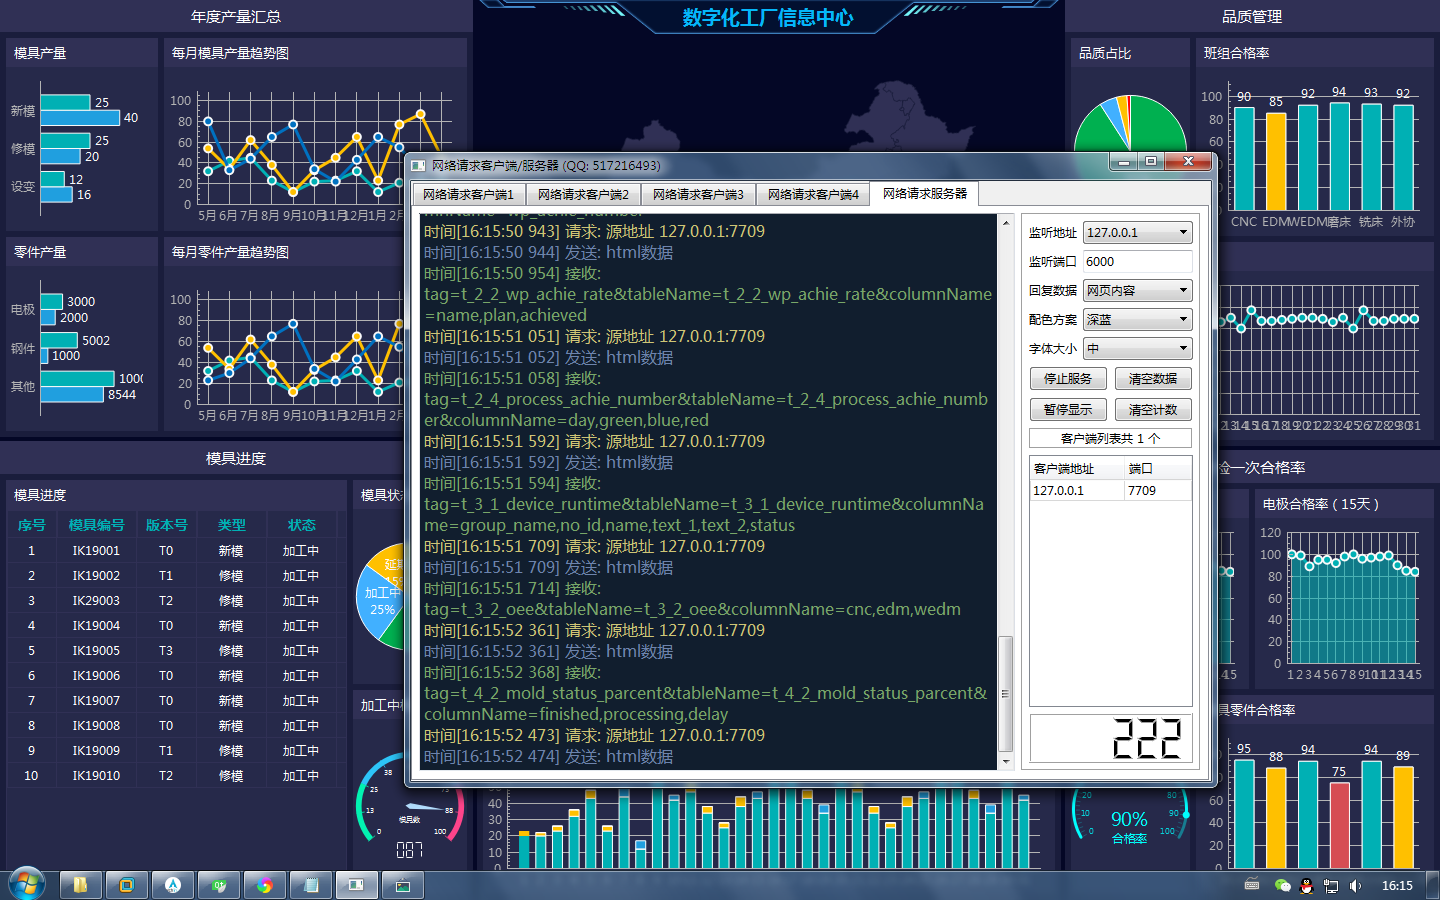 年度产量汇总
数字化工厂信息中心
品质管理
模具产量
新模
25
40
修模
25
20
设变
12
16
每月模具产量趋势图
100
80
60
40
20
0
5月 6月 7月 8月 9月 10月 11月 12月 1月 2月
零件产量
电极
3000
2000
钢件
5002
1000
其他
8544
每月零件产量趋势图
100
80
60
40
20
0
5月 6月 7月 8月 9月 10月 11月 12月 1月 2月
模具进度
模具进度
序号 模具编号 版本号 类型 状态
1 IK19001 T0 新模 加工中
2 IK19002 T1 修模 加工中
3 IK29003 T2 修模 加工中
4 IK19004 T0 新模 加工中
5 IK19005 T3 修模 加工中
6 IK19006 T0 新模 加工中
7 IK19007 T0 新模 加工中
8 IK19008 T0 新模 加工中
9 IK19009 T1 修模 加工中
10 IK19010 T2 修模 加工中
加工中
25%
0
13
25
38
88
100
模具数
087
网络请求客户端/服务器 (QQ: 517216493)
网络请求客户端1 网络请求客户端2 网络请求客户端3 网络请求客户端4 网络请求服务器
时间[16:15:50 943] 请求: 源地址 127.0.0.1:7709
时间[16:15:50 944] 发送: html数据
时间[16:15:50 954] 接收:
tag=t_2_2_wp_achie_rate&tableName=t_2_2_wp_achie_rate&columnName
=name,plan,achieved
时间[16:15:51 051] 请求: 源地址 127.0.0.1:7709
时间[16:15:51 052] 发送: html数据
时间[16:15:51 058] 接收:
tag=t_2_4_process_achie_number&tableName=t_2_4_process_achie_numb
er&columnName=day,green,blue,red
时间[16:15:51 592] 请求: 源地址 127.0.0.1:7709
时间[16:15:51 592] 发送: html数据
时间[16:15:51 594] 接收:
tag=t_3_1_device_runtime&tableName=t_3_1_device_runtime&columnNa
me=group_name,no_id,name,text_1,text_2,status
时间[16:15:51 709] 请求: 源地址 127.0.0.1:7709
时间[16:15:51 709] 发送: html数据
时间[16:15:51 714] 接收:
tag=t_3_2_oee&tableName=t_3_2_oee&columnName=cnc,edm,wedm
时间[16:15:52 361] 请求: 源地址 127.0.0.1:7709
时间[16:15:52 361] 发送: html数据
时间[16:15:52 368] 接收:
tag=t_4_2_mold_status_parcent&tableName=t_4_2_mold_status_parcent&
columnName=finished,processing,delay
时间[16:15:52 473] 请求: 源地址 127.0.0.1:7709
时间[16:15:52 474] 发送: html数据
监听地址 127.0.0.1
监听端口 6000
回复数据 网页内容
配色方案 深蓝
字体大小 中
停止服务 清空数据
暂停显示 清空计数
客户端列表共 1 个
客户端地址 端口
127.0.0.1 7709
222
40
30
20
10
0
品质占比
班组合格率
100
80
60
90 85 92 94 93 92
CNC EDM WEDM 磨床 铣床 外协
检一次合格率
电极合格率 ( 15天 )
120
100
80
60
40
20
0
1 2 3 4 5 6 7 8 9 10 11 12 13 14 15
零件合格率
95 88 94 75 94 89
100
60
40
20
0
0
10
20
80
90
100
90%
合格率
16:15